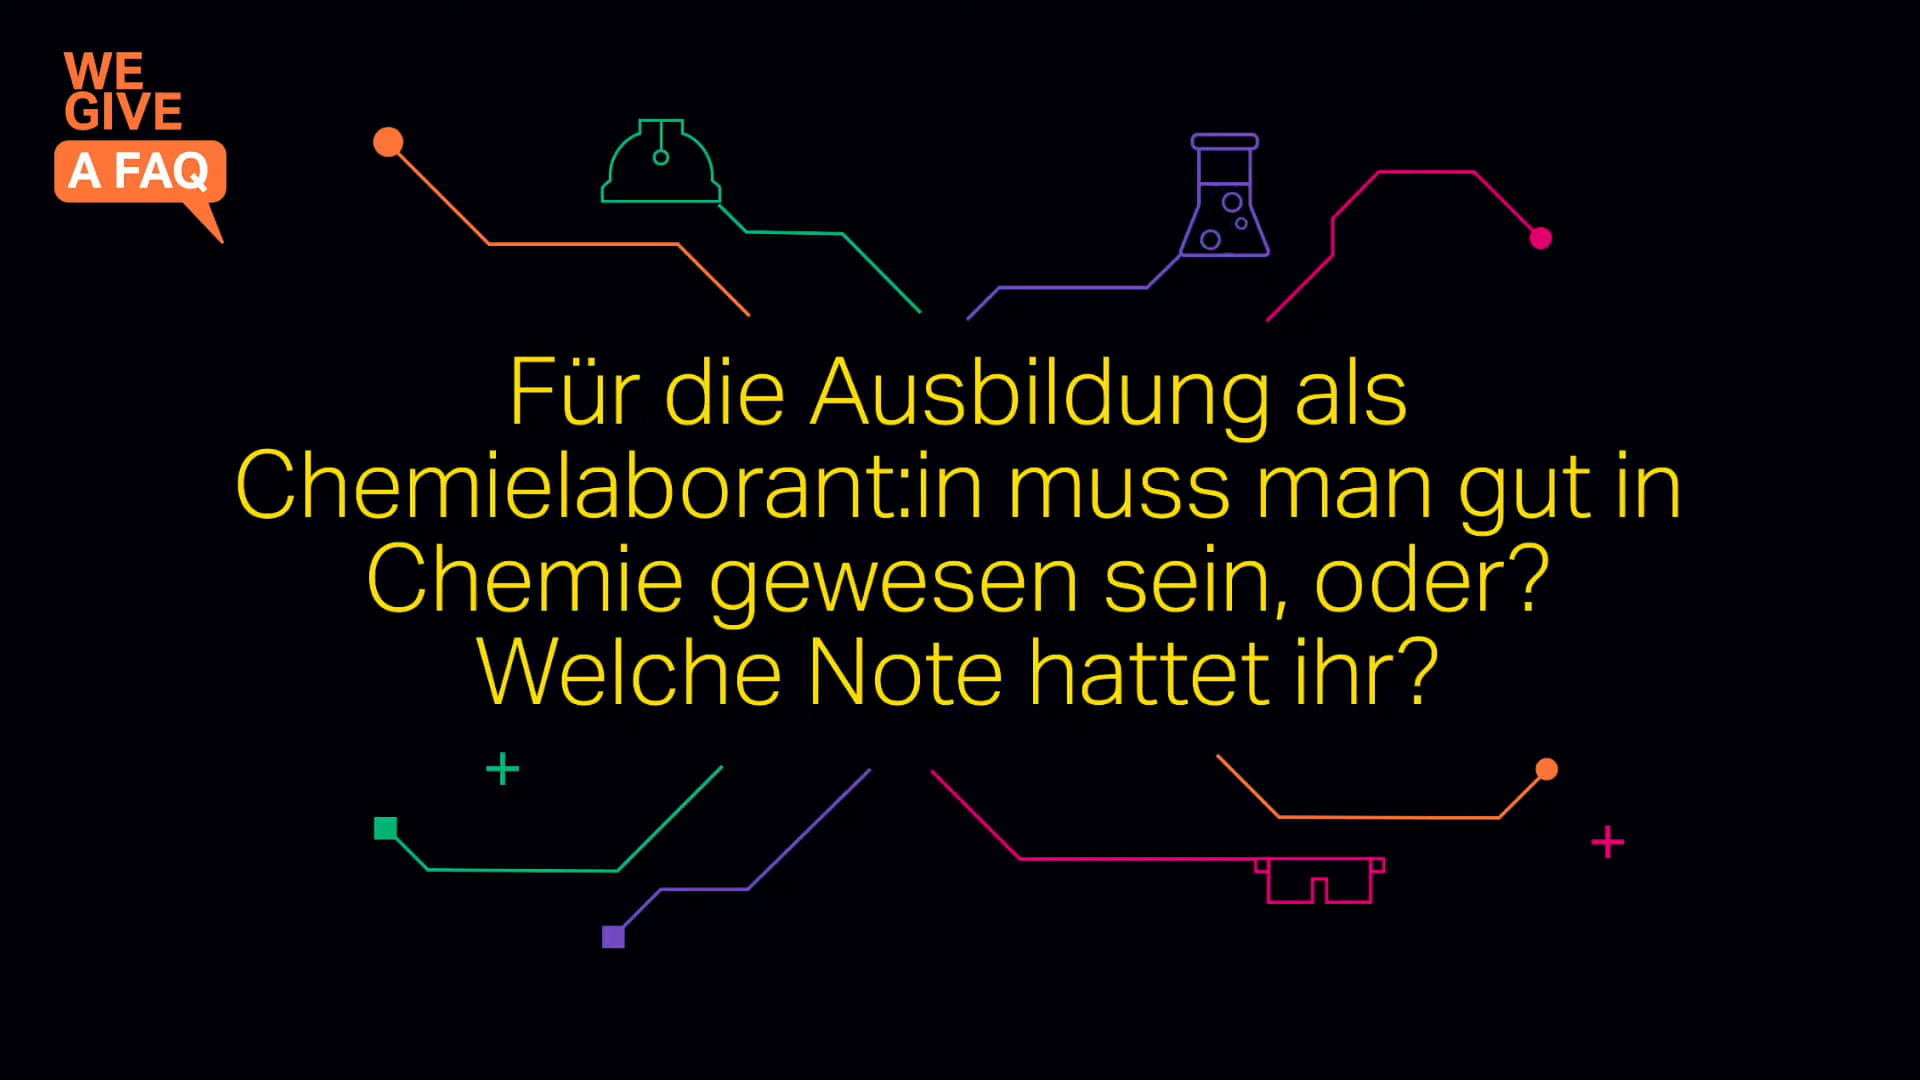 WE
GIVE
A FAQ
Für die Ausbildung als
Chemielaborant:in muss man gut in
Chemie gewesen sein, oder?
Welche Note hattet ihr?